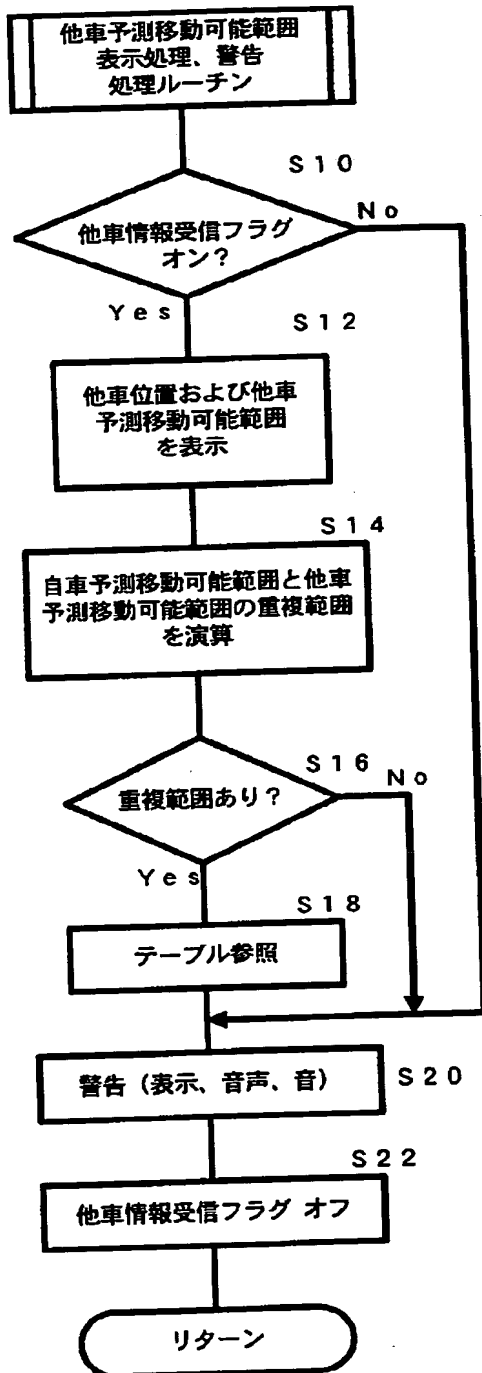 他車予測移動可能範囲
表示処理、警告
処理ルーチン
S10
他車情報受信フラグ
オン?
No
Yes
S12
他車位置および他車
予測移動可能範囲
を表示
S14
自車予測移動可能範囲と他車
予測移動可能範囲の重複範囲
を演算
S16
重複範囲あり?
No
Yes
S18
テーブル参照
警告(表示、音声、音)
S20
S22
他車情報受信フラグ オフ
リターン